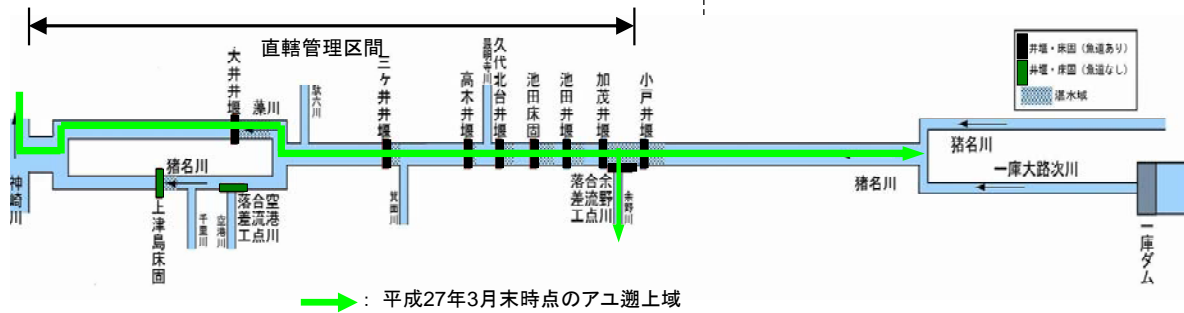 直轄管理区間
大井井堰
藻川
駄六川
三ヶ井井堰
高木井堰
最明寺川
久代北台井堰
池田床固
池田井堰
加茂井堰
小戸井堰
井堰・床固（魚道あり）
井堰・床固（魚道なし）
湛水域
猪名川
一庫大路次川
猪名川
一庫ダム
神崎川
猪名川
上津島床固
千里川
空港川
空港川
合流点
落差工
箕面川
余野川
合流点
落差工
余野川
：平成27年3月末時点のアユ遡上域